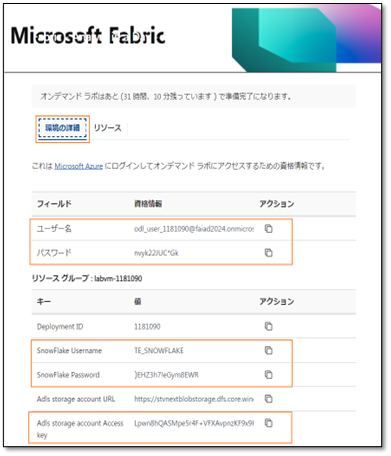 Microsoft Fabric
オンデマンド ラボはあと (31 時間、10 分残っています ) で準備完了になります。
環境の詳細 リソース
これは Microsoft Azure にログインしてオンデマンド ラボにアクセスするための資格情報です。
フィールド 資格情報 アクション
ユーザー名 odl_user_1181090@faiad2024.onmicros
パスワード nvyk22JUC*Gk
リソース グループ : labvm-1181090
キー 値 アクション
Deployment ID 1181090
SnowFlake Username TE_SNOWFLAKE
SnowFlake Password }EHZ3h7!eGym8EWR
Adls storage account URL https://stvnextblobstorage.dfs.core.win
Adls storage account Access Lpwn8hQASMpe5r4F+VFXAvpnzKF9x9I
key